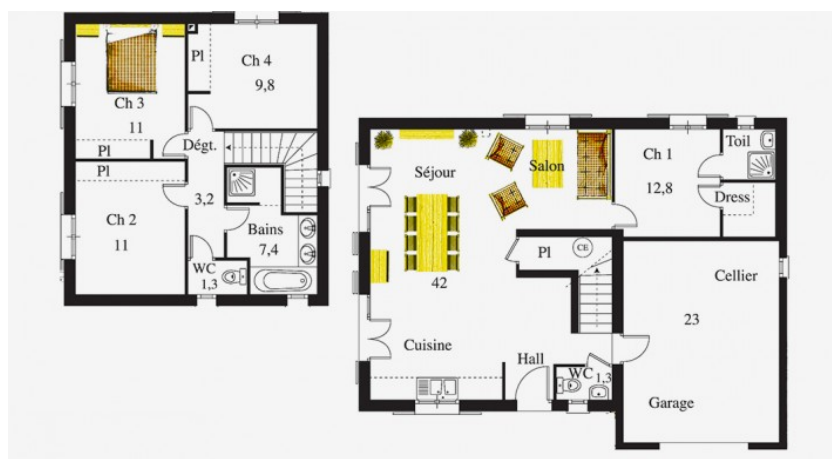 Pl
Ch 4
9,8
Ch 3
11
Pl
Dégt.
3,2
Pl
Ch 2
11
Bains
7,4
WC
1,3
Séjour
Salon
Ch 1
12,8
Toil
Dress
Pl
CE
42
Cuisine
Hall
WC
1,3
Cellier
23
Garage